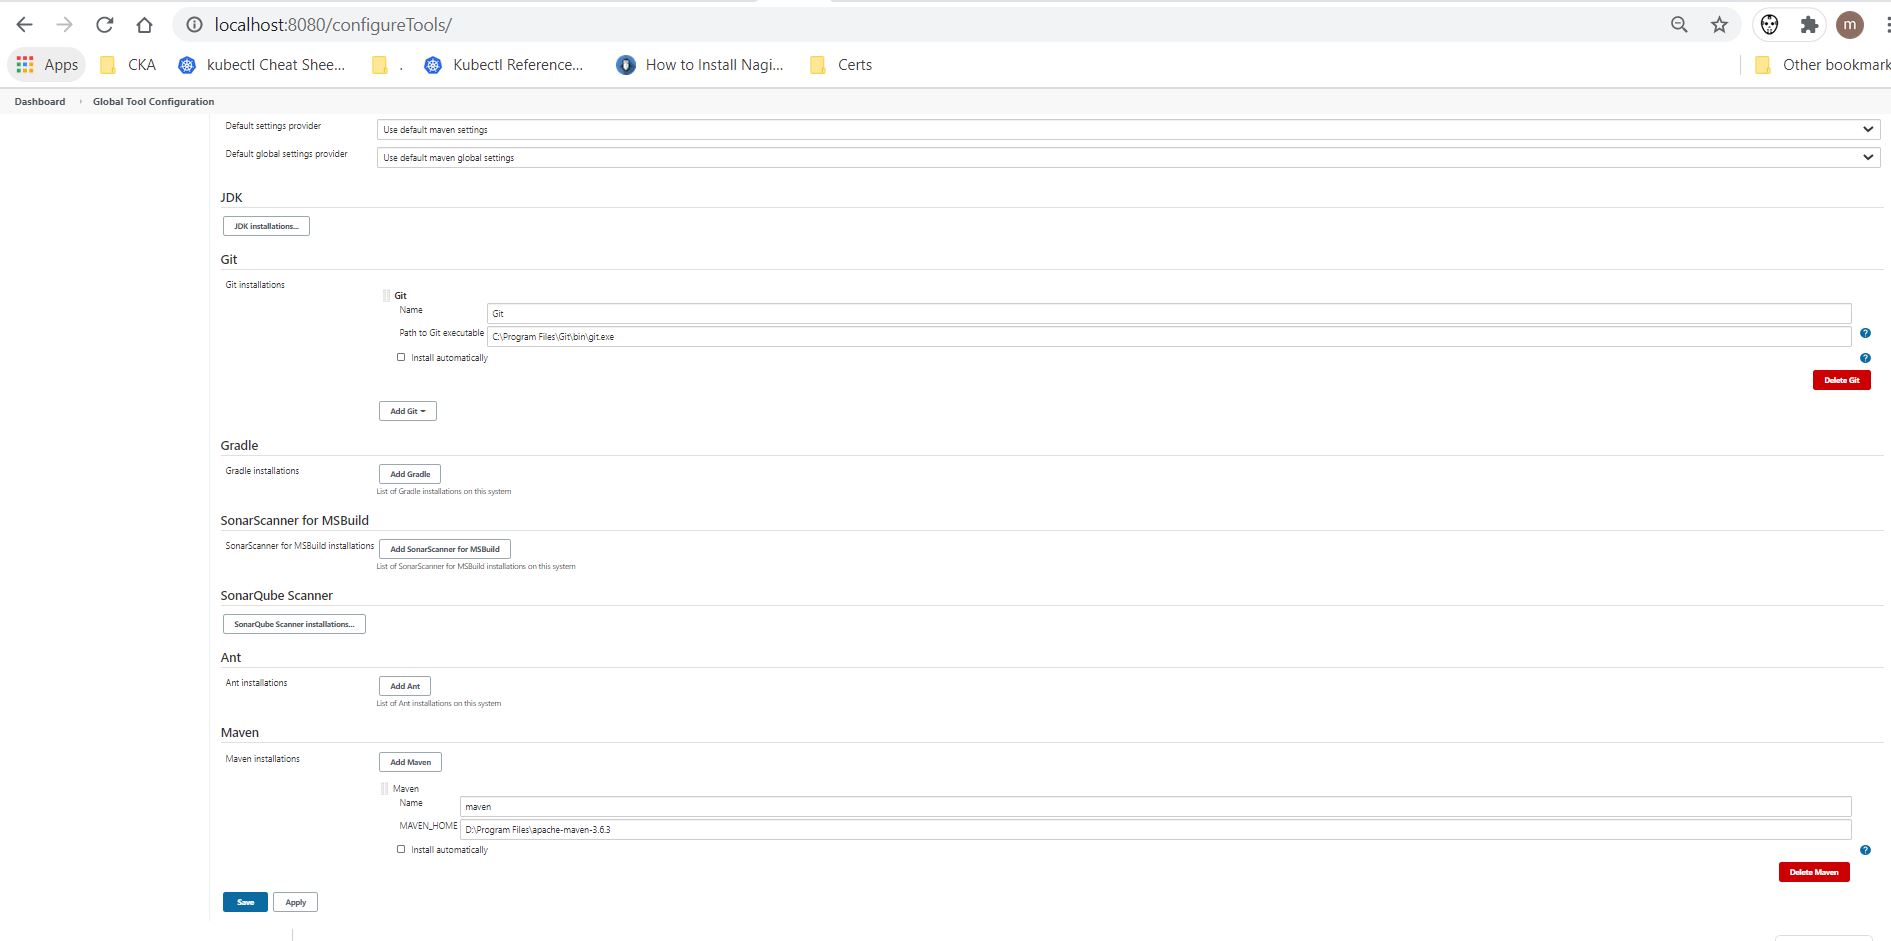 localhost:8080/configureTools/
m
Apps CKA kubectl Cheat Shee... . Kubectl Reference... How to Install Nagi... Certs Other bookmark
Dashboard Global Tool Configuration
Default settings provider Use default maven settings
Default global settings provider Use default maven global settings
JDK
JDK installations...
Git
Git installations
Git
Name Git
Path to Git executable C:\Program Files\Git\bin\git.exe
Install automatically
Delete Git
Add Git
Gradle
Gradle installations Add Gradle
List of Gradle installations on this system
SonarScanner for MSBuild
SonarScanner for MSBuild installations Add SonarScanner for MSBuild
List of SonarScanner for MSBuild installations on this system
SonarQube Scanner
SonarQube Scanner installations...
Ant
Ant installations Add Ant
List of Ant installations on this system
Maven
Maven installations Add Maven
Maven
Name maven
MAVEN_HOME D:\Program Files\apache-maven-3.6.3
Install automatically
Delete Maven
Save Apply